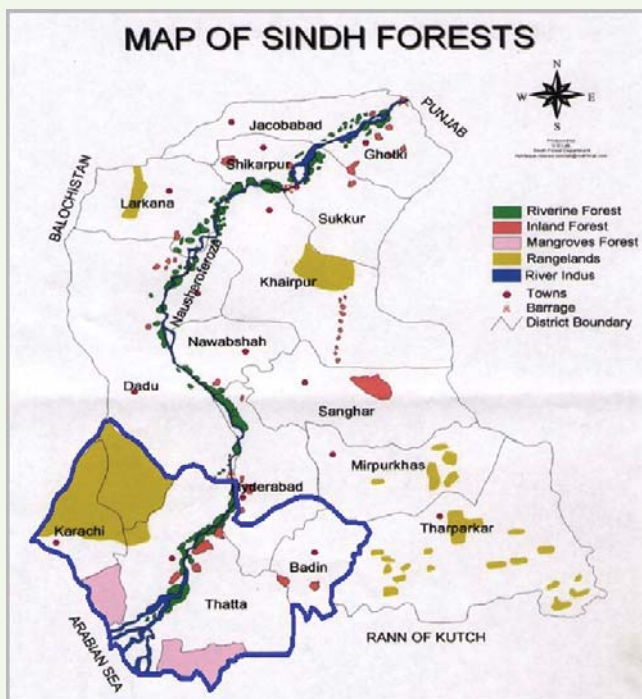 MAP OF SINDH FORESTS
N
W E
S
PUNJAB
Jacobabad
Ghotki
Shikarpur
BALOCHISTAN
Larkana
Sukkur
Riverine Forest
Inland Forest
Mangroves Forest
Rangelands
River Indus
Towns
Barrage
District Boundary
Khairpur
Nausheroferoze
Nawabshah
Dadu
Sanghar
Mirpurkhas
Hyderabad
Tharparkar
Karachi
Badin
Thatta
RANN OF KUTCH
ARABIAN SEA